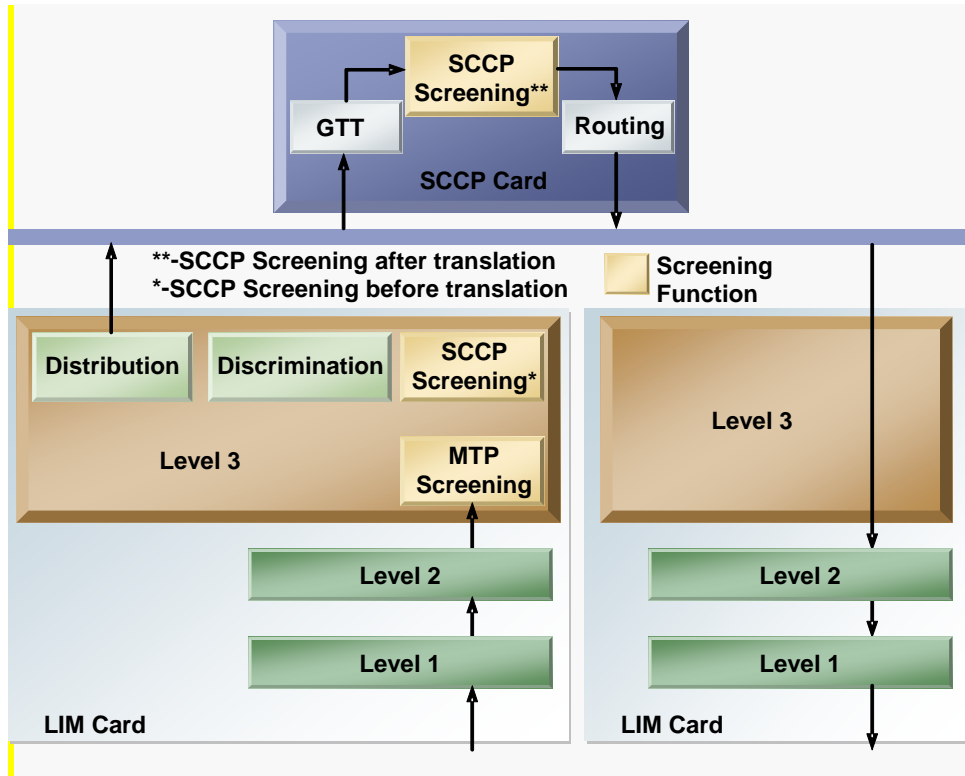 SCCP
Screening**
GTT
Routing
SCCP Card
**-SCCP Screening after translation
*-SCCP Screening before translation
Screening
Function
Distribution
Discrimination
SCCP
Screening*
Level 3
MTP
Screening
Level 2
Level 1
LIM Card
Level 3
Level 2
Level 1
LIM Card